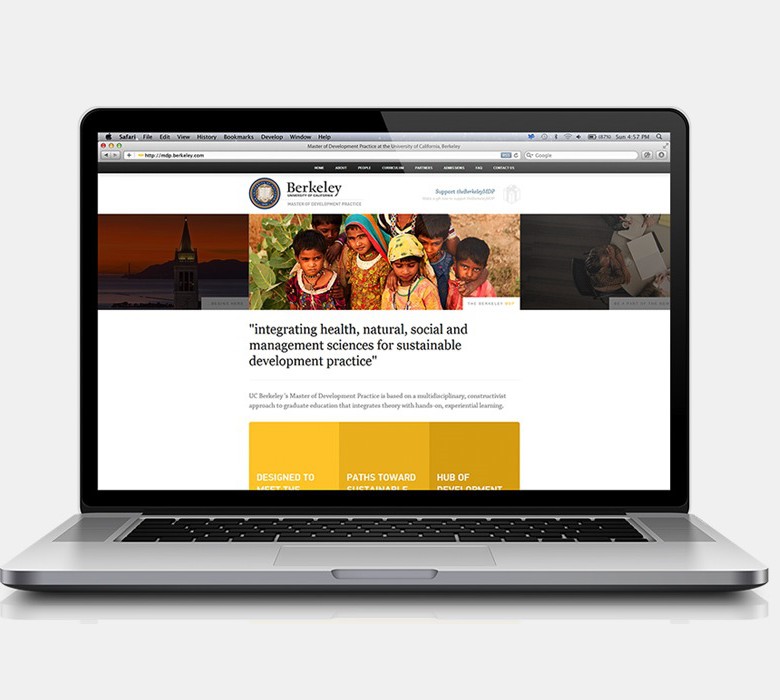 Safari File Edit View History Bookmarks Develop Window Help
(87%) Sun 4:57 PM
Master of Development Practice at the University of California, Berkeley
http://mdp.berkeley.com
Google
HOME ABOUT PEOPLE CURRICULUM PARTNERS ADMISSIONS FAQ CONTACT US
Berkeley
UNIVERSITY OF CALIFORNIA
MASTER OF DEVELOPMENT PRACTICE
Support theBerkeleyMDP
THE BERKELEY MDP
"integrating health, natural, social and
management sciences for sustainable
development practice"
UC Berkeley's Master of Development Practice is based on a multidisciplinary, constructivist
approach to graduate education that integrates theory with hands-on, experiential learning.
DESIGNED TO
MEET THE
PATHS TOWARD
SUSTAINABLE
HUB OF
DEVELOPMENT